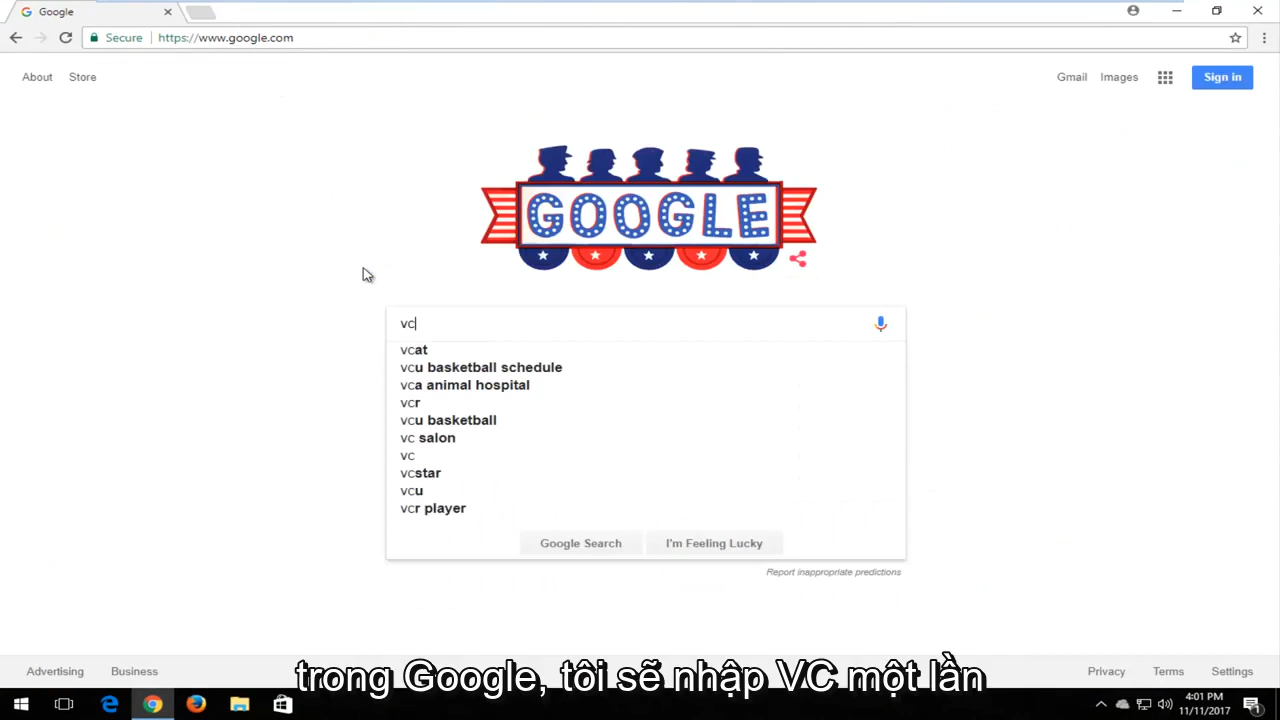 Google
Secure
https://www.google.com
About
Store
Gmail
Images
Sign in
GOOGLE
vc
vcat
vcu basketball schedule
vca animal hospital
vcr
vcu basketball
vc salon
vc
vcstar
vcu
vcr player
Google Search
I'm Feeling Lucky
Report inappropriate predictions
Advertising
Business
Privacy
Terms
Settings
trong Google, tôi sẽ nhập VC một lần
4:01 PM
11/11/2017
1